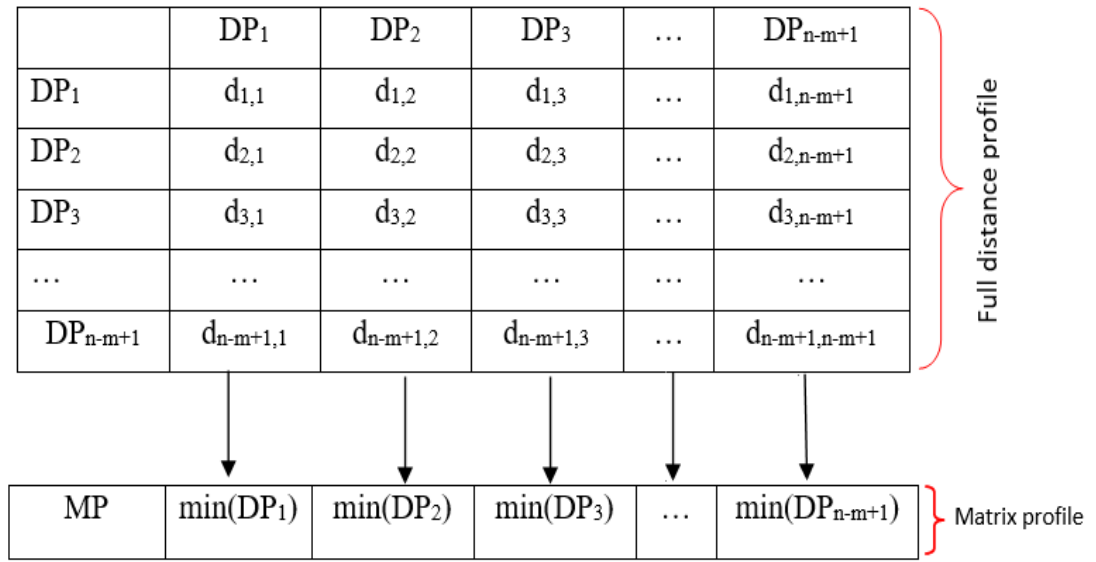 DP1 DP2 DP3 … DPn-m+1
DP1 d1,1 d1,2 d1,3 … d1,n-m+1
DP2 d2,1 d2,2 d2,3 … d2,n-m+1
DP3 d3,1 d3,2 d3,3 … d3,n-m+1
… … … … … …
DPn-m+1 dn-m+1,1 dn-m+1,2 dn-m+1,3 … dn-m+1,n-m+1
Full distance profile
MP min(DP1) min(DP2) min(DP3) … min(DPn-m+1)
Matrix profile